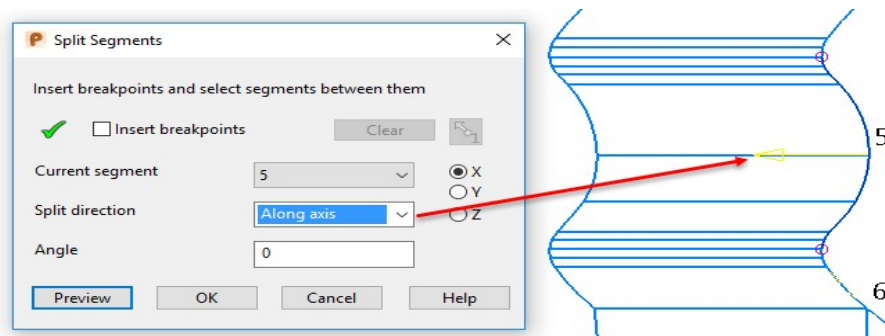 P Split Segments
Insert breakpoints and select segments between them
Insert breakpoints Clear 1
Current segment 5 X
Y
Split direction Along axis Z
Angle 0
Preview OK Cancel Help
5
6